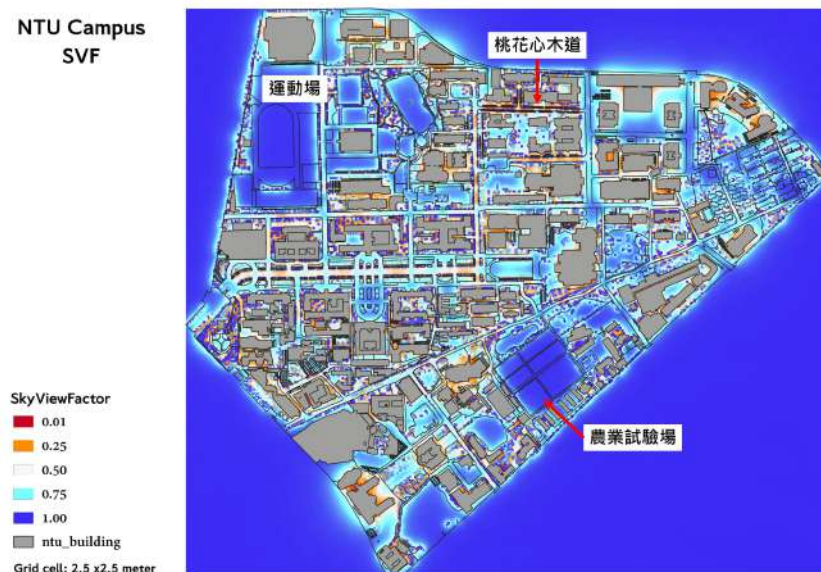 NTU Campus
SVF
桃花心木道
運動場
農業試驗場
SkyViewFactor
0.01
0.25
0.50
0.75
1.00
ntu_building
Grid cell: 2.5 x2.5 meter